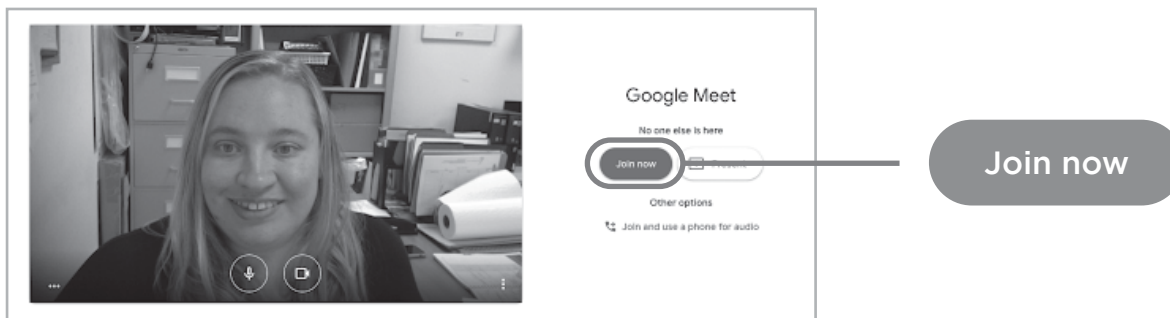 Google Meet
No one else is here
Join now
Other options
Join and use a phone for audio
Join now